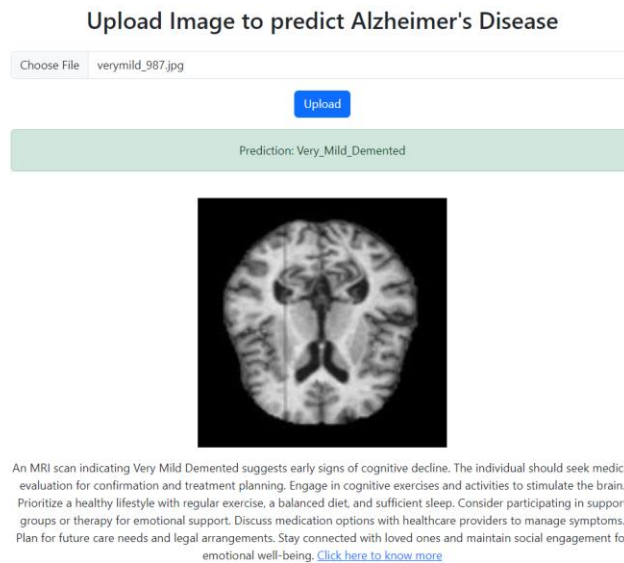 Upload Image to predict Alzheimer's Disease
Choose File verymild_987.jpg
Upload
Prediction: Very_Mild_Demented
An MRI scan indicating Very Mild Demented suggests early signs of cognitive decline. The individual should seek medic
evaluation for confirmation and treatment planning. Engage in cognitive exercises and activities to stimulate the brain.
Prioritize a healthy lifestyle with regular exercise, a balanced diet, and sufficient sleep. Consider participating in suppor
groups or therapy for emotional support. Discuss medication options with healthcare providers to manage symptoms.
Plan for future care needs and legal arrangements. Stay connected with loved ones and maintain social engagement fo
emotional well-being. Click here to know more